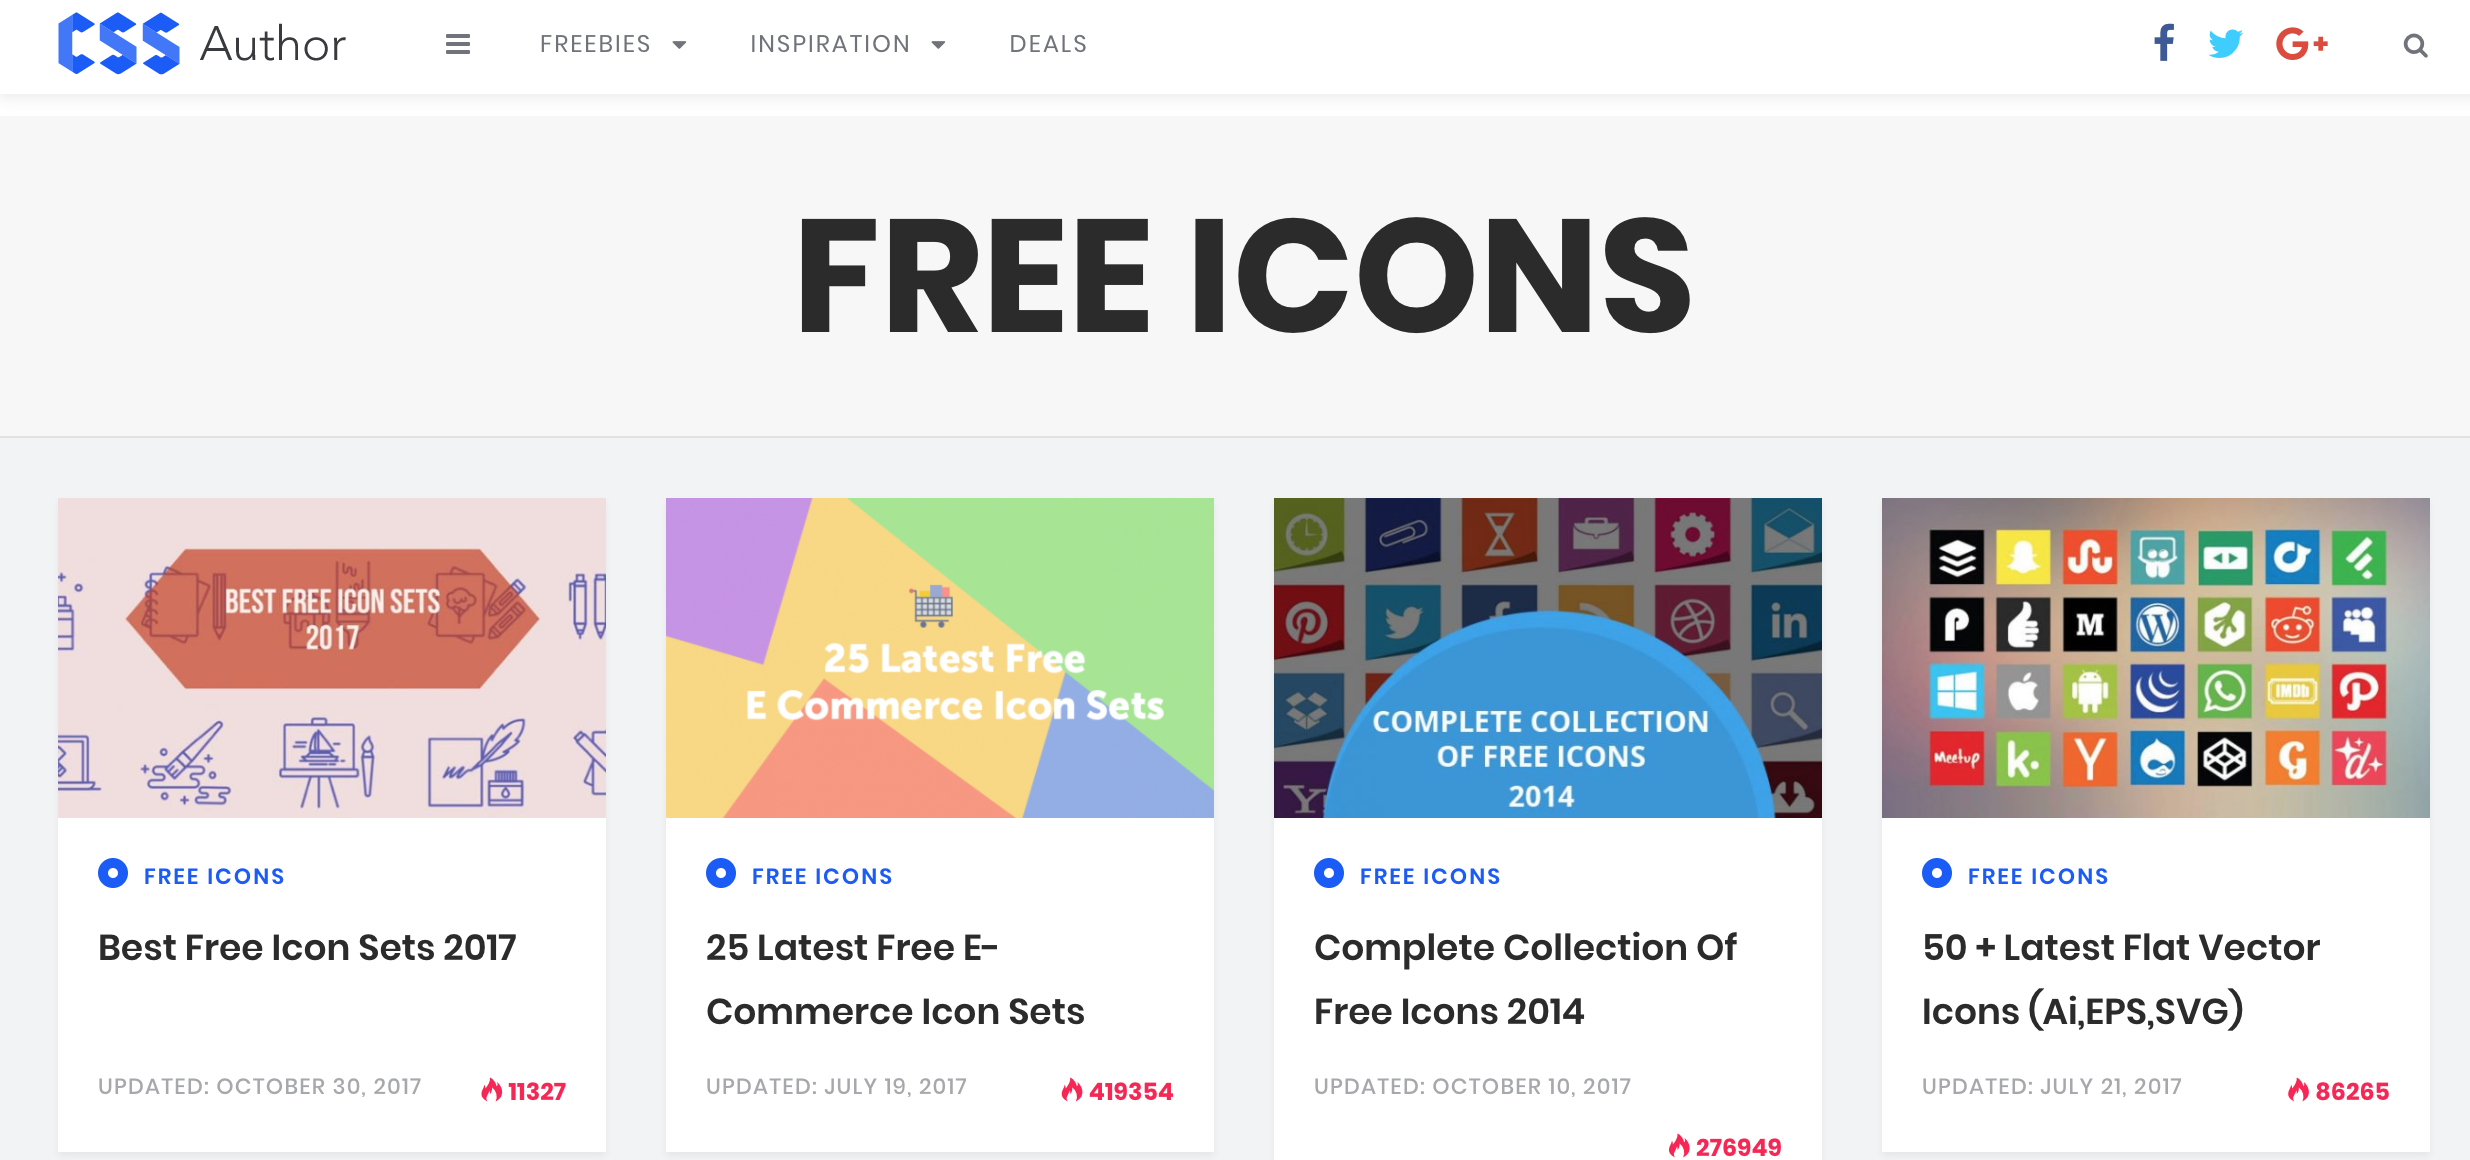 CSS Author
FREEBIES
INSPIRATION
DEALS
FREE ICONS
BEST FREE ICON SETS
2017
25 Latest Free
E Commerce Icon Sets
COMPLETE COLLECTION
OF FREE ICONS
2014
in
Y
M
IMDb
Meetup
k.
Y
d+
FREE ICONS
Best Free Icon Sets 2017
UPDATED: OCTOBER 30, 2017
11327
FREE ICONS
25 Latest Free E-
Commerce Icon Sets
UPDATED: JULY 19, 2017
419354
FREE ICONS
Complete Collection Of
Free Icons 2014
UPDATED: OCTOBER 10, 2017
276949
FREE ICONS
50 + Latest Flat Vector
Icons (Ai,EPS,SVG)
UPDATED: JULY 21, 2017
86265